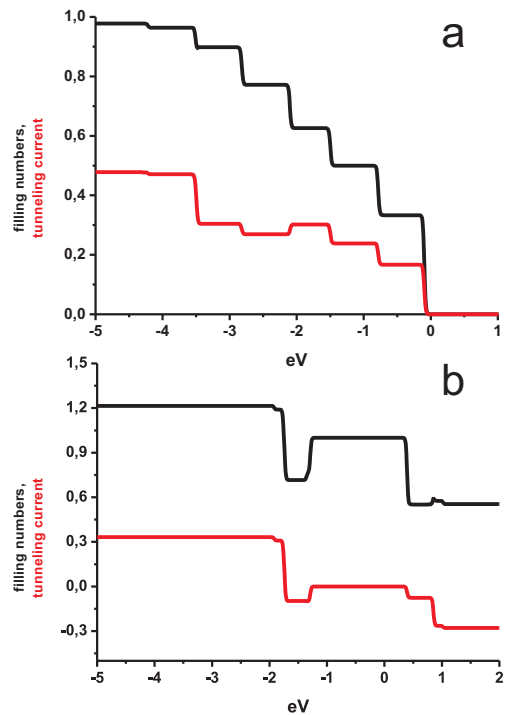 a
1,0
0,8
0,6
0,4
0,2
0,0
filling numbers,
tunneling current
-5 -4 -3 -2 -1 0 1
eV
b
1,5
1,2
0,9
0,6
0,3
0,0
-0,3
filling numbers,
tunneling current
-5 -4 -3 -2 -1 0 1 2
eV